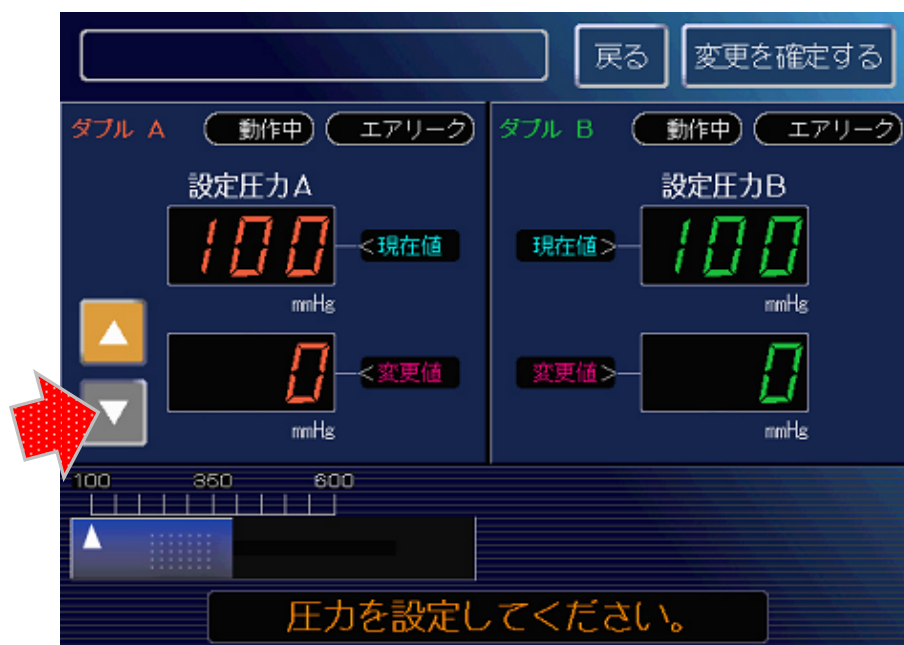 戻る 変更を確定する
ダブル A 動作中 エアリーク ダブル B 動作中 エアリーク
設定圧力A 設定圧力B
100 <現在値 現在値> 100
mmHg mmHg
0 <変更値 変更値> 0
mmHg mmHg
100 350 600
圧力を設定してください。